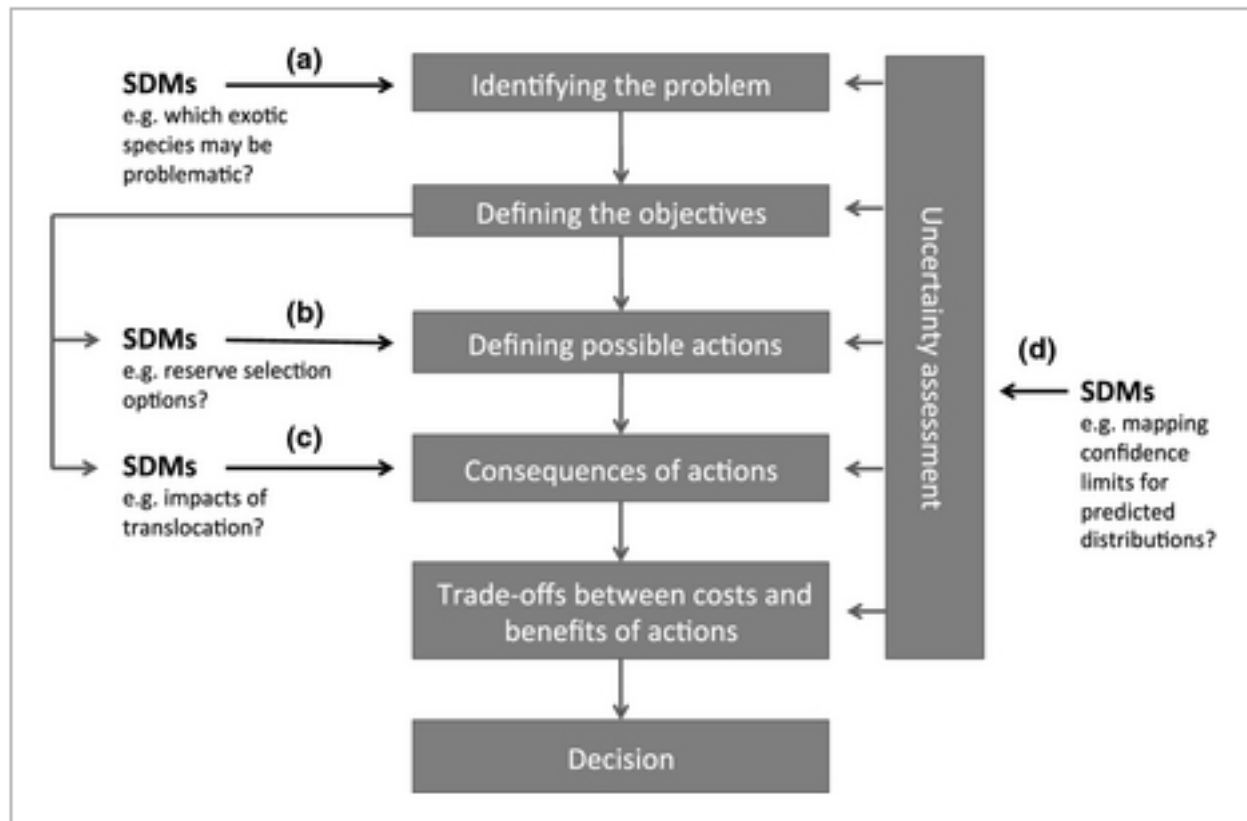 (a)
SDMs
e.g. which exotic
species may be
problematic?
Identifying the problem
Defining the objectives
(b)
SDMs
e.g. reserve selection
options?
Defining possible actions
(c)
SDMs
e.g. impacts of
translocation?
Consequences of actions
Trade-offs between costs and
benefits of actions
Decision
Uncertainty assessment
(d)
SDMs
e.g. mapping
confidence
limits for
predicted
distributions?